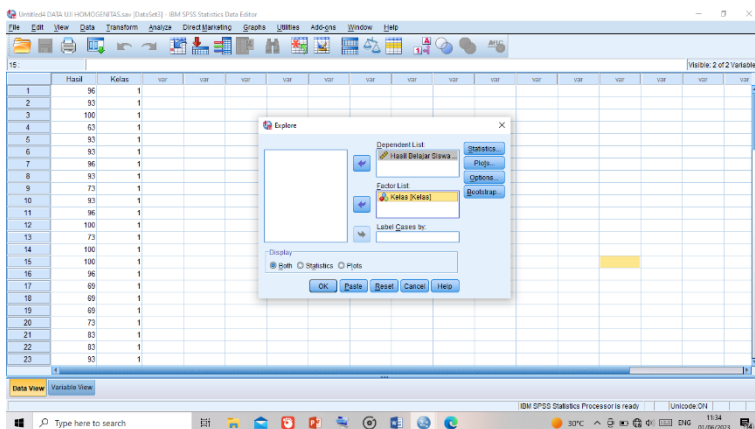 *Untitled4 DATA UJI HOMOGENITAS.sav [DataSet3] - IBM SPSS Statistics Data Editor
File Edit View Data Transform Analyze Direct Marketing Graphs Utilities Add-ons Window Help
15 :
Visible: 2 of 2 Variable
Hasil Kelas var var var var var var var var var var var var var
1 96 1
2 93 1
3 100 1
4 63 1
5 93 1
6 93 1
7 96 1
8 93 1
9 73 1
10 93 1
11 96 1
12 100 1
13 73 1
14 100 1
15 100 1
16 96 1
17 69 1
18 69 1
19 69 1
20 73 1
21 83 1
22 83 1
23 93 1
Explore
Dependent List:
Hasil Belajar Siswa ...
Factor List:
Kelas [Kelas]
Label Cases by:
Statistics...
Plots...
Options...
Bootstrap...
Display
Both Statistics Plots
OK Paste Reset Cancel Help
Data View Variable View
IBM SPSS Statistics Processor is ready Unicode:ON
Type here to search
30°C ENG 11:34
01/06/2023